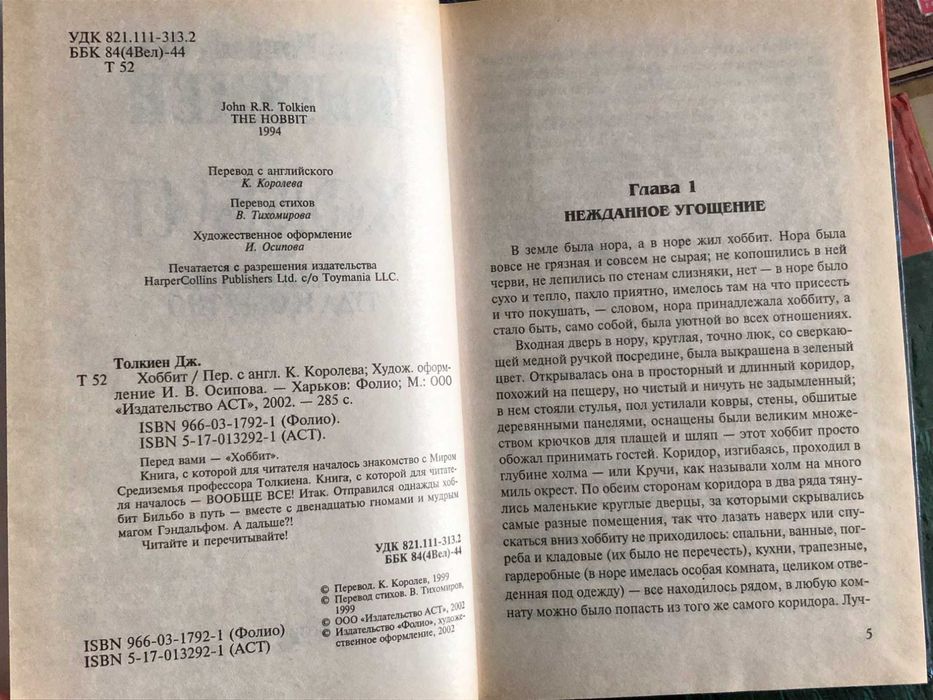 УДК 821.111-313.2
ББК 84(4Вел)-44
Т 52
John R.R. Tolkien
THE HOBBIT
1994
Перевод с английского
К. Королева
Перевод стихов
В. Тихомирова
Художественное оформление
И. Осипова
Печатается с разрешения издательства
HarperCollins Publishers Ltd. c/o Toymania LLC.
Толкиен Дж.
Т 52 Хоббит / Пер. с англ. К. Королева; Худож. оформ-
ление И. В. Осипова. — Харьков: Фолио; М.: ООО
«Издательство АСТ», 2002. — 285 с.
ISBN 966-03-1792-1 (Фолио).
ISBN 5-17-013292-1 (АСТ).
Перед вами — «Хоббит».
Книга, с которой для читателя началось знакомство с Миром
Средиземья профессора Толкиена. Книга, с которой для читате-
ля началось — ВООБЩЕ ВСЕ! Итак. Отправился однажды хоб-
бит Бильбо в путь — вместе с двенадцатью гномами и мудрым
магом Гэндальфом. А дальше?!
Читайте и перечитывайте!
УДК 821.111-313.2
ББК 84(4Вел)-44
© Перевод. К. Королев, 1999
© Перевод стихов. В. Тихомиров,
1999
© ООО «Издательство АСТ», 2002
© Издательство «Фолио», художе-
ственное оформление, 2002
ISBN 966-03-1792-1 (Фолио)
ISBN 5-17-013292-1 (АСТ)
Глава 1
НЕЖДАННОЕ УГОЩЕНИЕ
В земле была нора, а в норе жил хоббит. Нора была
вовсе не грязная и совсем не сырая; не копошились в ней
черви, не лепились по стенам слизняки, нет — в норе было
сухо и тепло, пахло приятно, имелось там на что присесть
и что покушать, — словом, нора принадлежала хоббиту, а
стало быть, само собой, была уютной во всех отношениях.
Входная дверь в нору, круглая, точно люк, со сверкаю-
щей медной ручкой посредине, была выкрашена в зеленый
цвет. Открывалась она в просторный и длинный коридор,
похожий на пещеру, но чистый и ничуть не задымленный;
в нем стояли стулья, пол устилали ковры, стены, обшитые
деревянными панелями, оснащены были великим множе-
ством крючков для плащей и шляп — этот хоббит просто
обожал принимать гостей. Коридор, изгибаясь, проходил в
глубине холма — или Кручи, как называли холм на много
миль окрест. По обеим сторонам коридора в два ряда тяну-
лись маленькие круглые дверцы, за которыми скрывались
самые разные помещения, так что лазать наверх или спу-
скаться вниз хоббиту не приходилось: спальни, ванные, пог-
реба и кладовые (их было не перечесть), кухни, трапезные,
гардеробные (в норе имелась особая комната, целиком отве-
денная под одежду) — все находилось рядом, в любую ком-
нату можно было попасть из того же самого коридора. Луч-
5